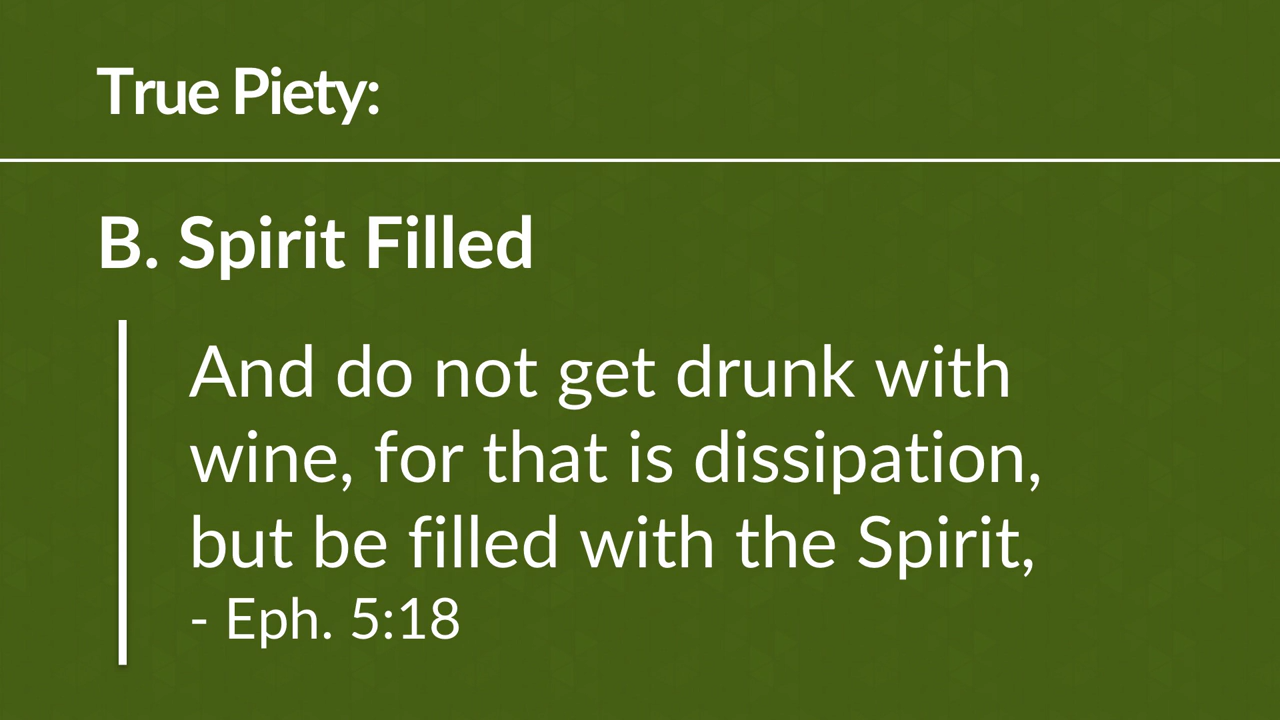 True Piety:
B. Spirit Filled
And do not get drunk with
wine, for that is dissipation,
but be filled with the Spirit,
- Eph. 5:18